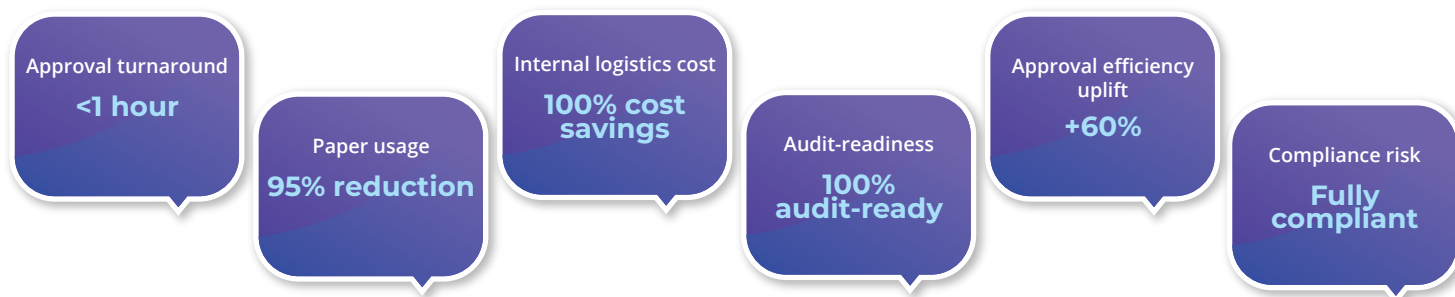 Approval turnaround
<1 hour
Paper usage
95% reduction
Internal logistics cost
100% cost
savings
Audit-readiness
100%
audit-ready
Approval efficiency
uplift
+60%
Compliance risk
Fully
compliant